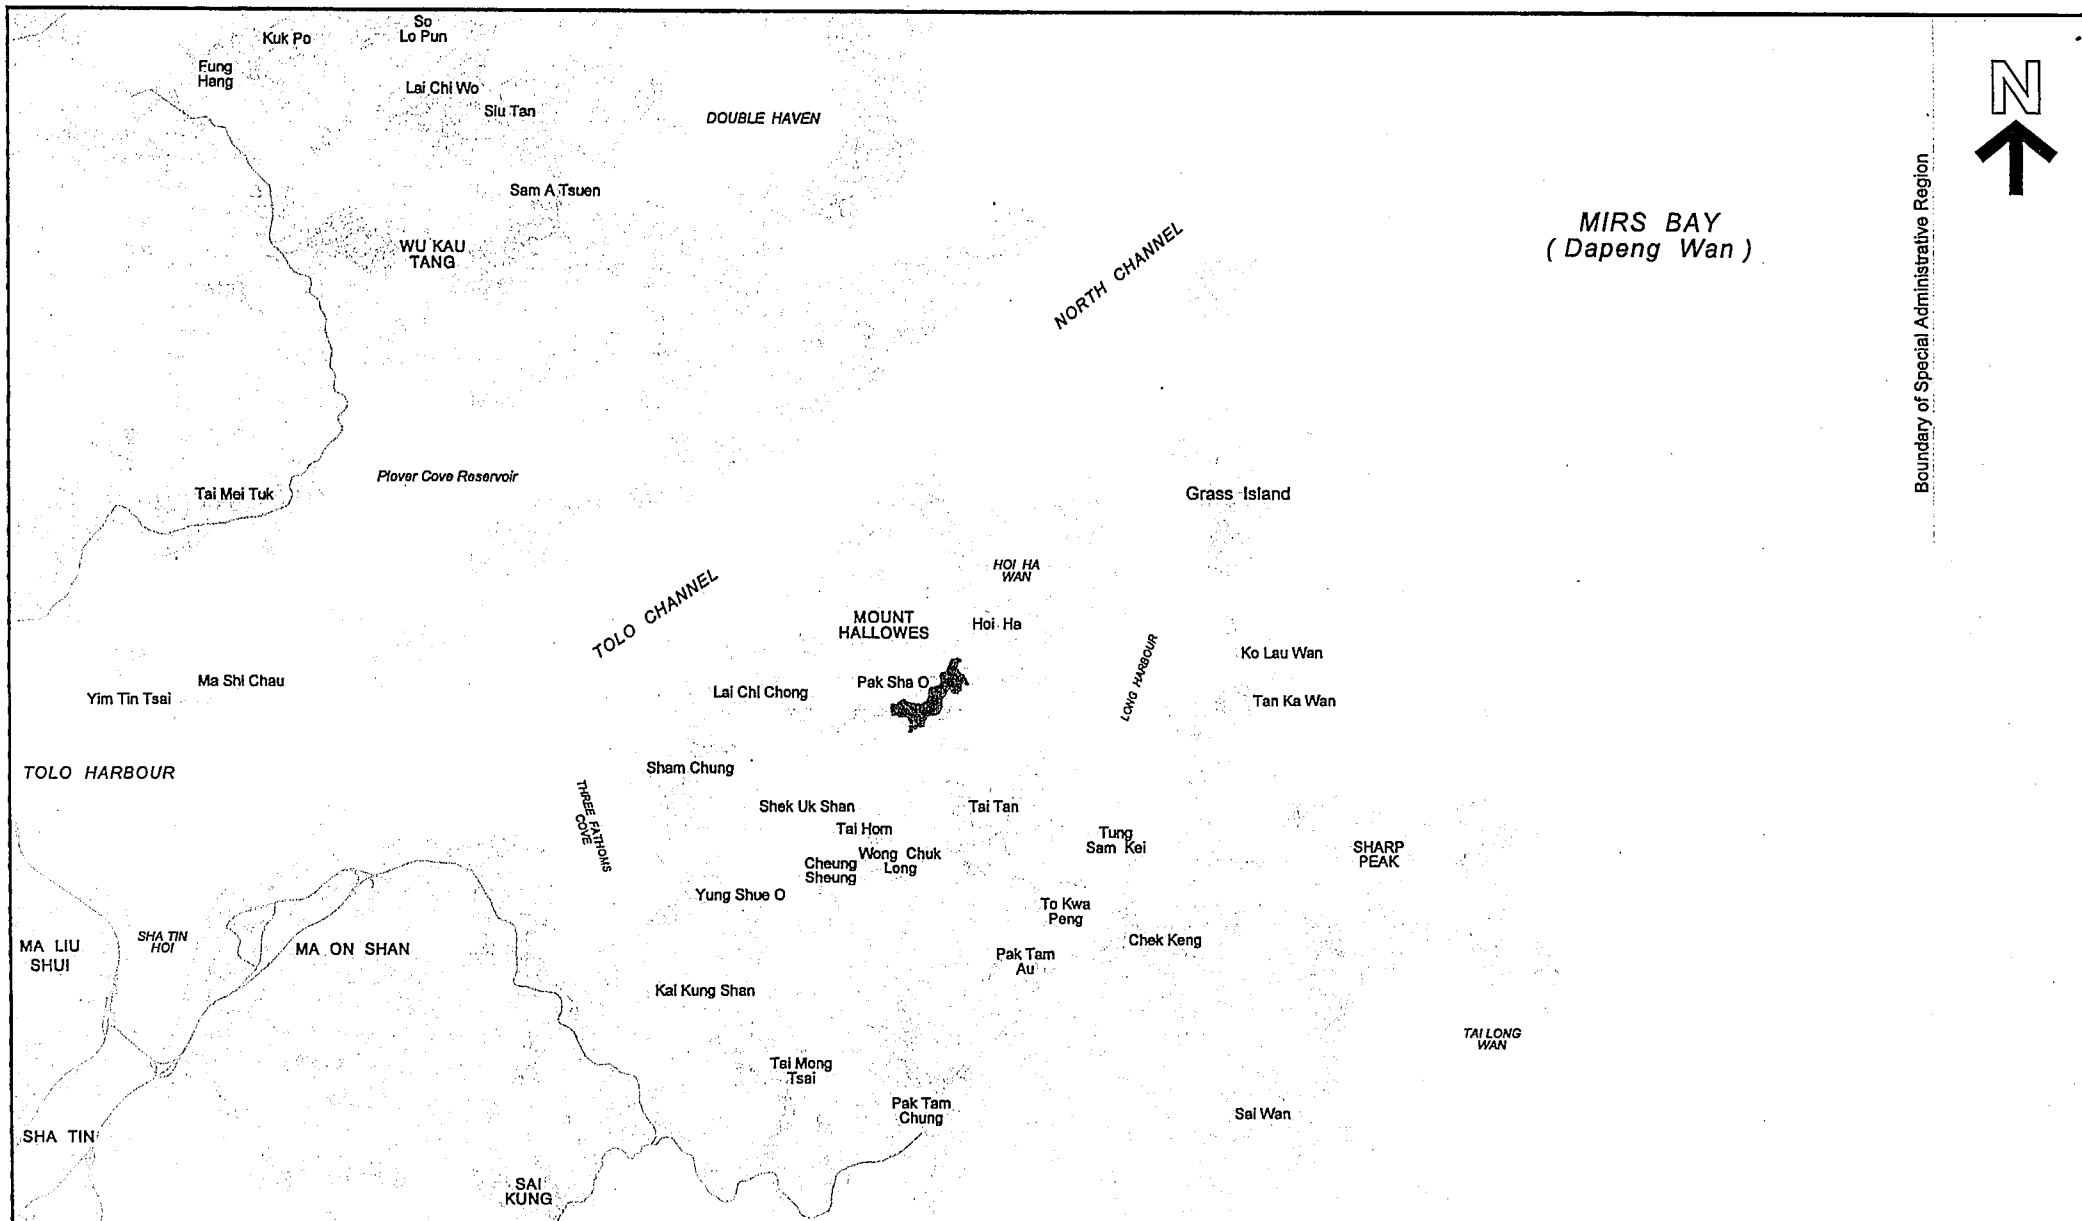 So
Lo Pun
Kuk Po
Fung
Hang
Lai Chi Wo
Siu Tan
DOUBLE HAVEN
N
Sam A Tsuen
WU KAU
TANG
NORTH CHANNEL
MIRS BAY
( Dapeng Wan )
Boundary of Special Administrative Region
Plover Cove Reservoir
Tai Mei Tuk
Grass Island
HOI HA
WAN
TOLO CHANNEL
MOUNT
HALLOWES
Hoi Ha
LONG HARBOUR
Ko Lau Wan
Tan Ka Wan
Pak Sha O
Lai Chi Chong
Ma Shi Chau
Yim Tin Tsai
TOLO HARBOUR
Sham Chung
THREE FATHOMS
COVE
Shek Uk Shan
Tai Hom
Tai Tan
Tung
Sam Kei
SHARP
PEAK
Wong Chuk
Long
Cheung
Sheung
Yung Shue O
To Kwa
Peng
Chek Keng
Pak Tam
Au
MA LIU
SHUI
SHA TIN
HOI
MA ON SHAN
Kai Kung Shan
TAI LONG
WAN
Tai Mong
Tsai
Pak Tam
Chung
Sai Wan
SHA TIN
SAI
KUNG